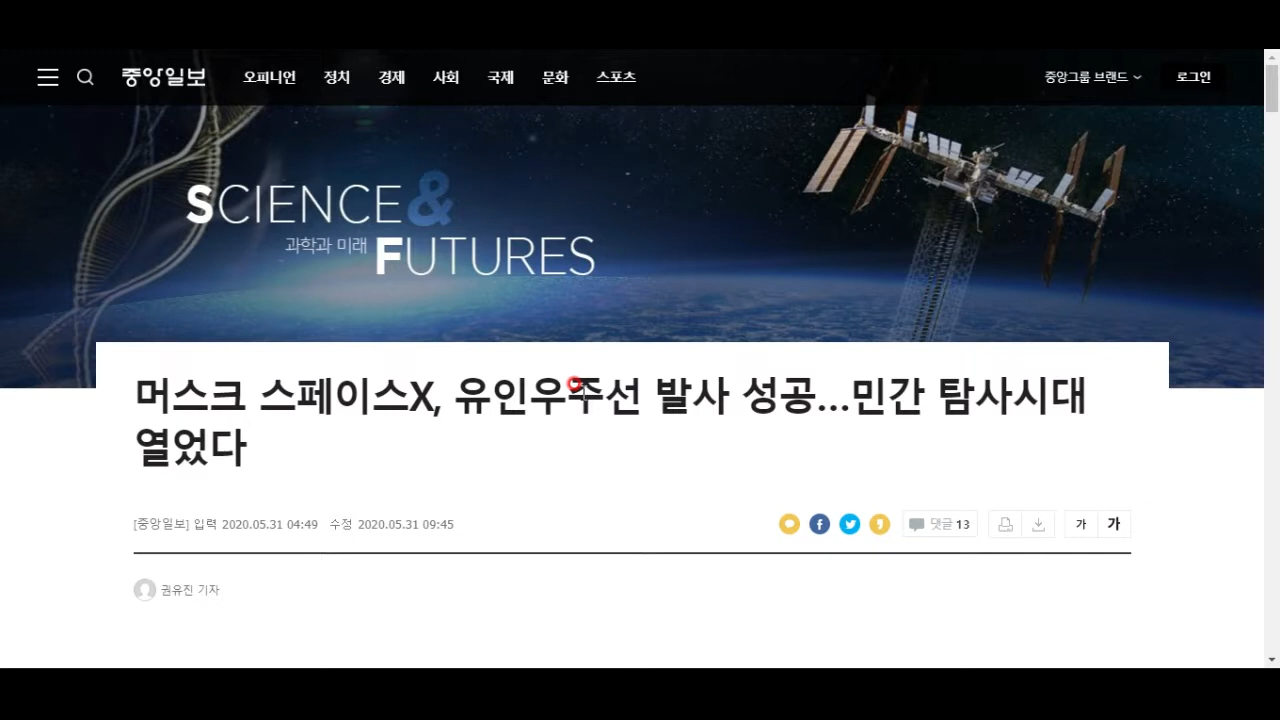 중앙일보 오피니언 정치 경제 사회 국제 문화 스포츠 중앙그룹 브랜드 로그인
SCIENCE &
과학과 미래 FUTURES
머스크 스페이스X, 유인우주선 발사 성공...민간 탐사시대
열었다
[중앙일보] 입력 2020.05.31 04:49 수정 2020.05.31 09:45 댓글 13 가 가
권유진 기자